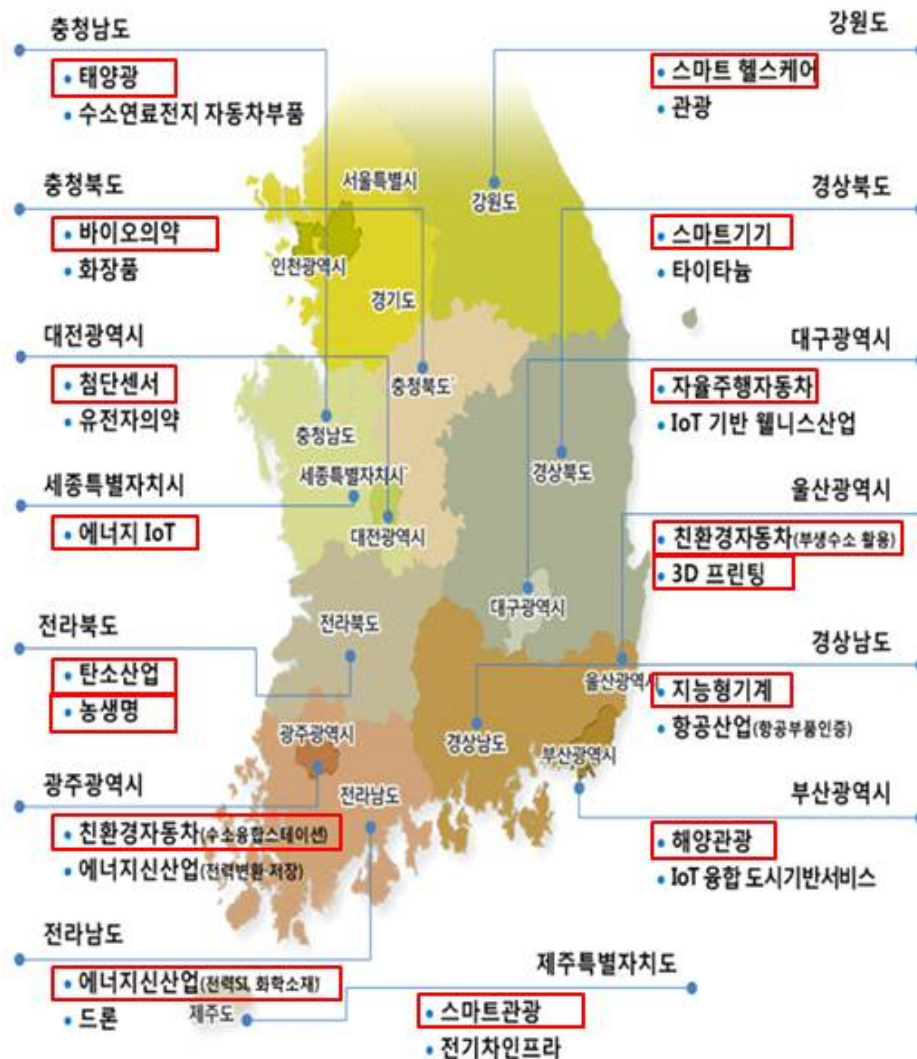 충청남도
• 태양광
• 수소연료전지 자동차부품
충청북도
• 바이오의약
• 화장품
대전광역시
• 첨단센서
• 유전자의약
세종특별자치시
• 에너지 IoT
전라북도
• 탄소산업
• 농생명
광주광역시
• 친환경자동차(수소융합스테이션)
• 에너지신산업(전력변환·저장)
전라남도
• 에너지신산업(전력SI, 화학소재)
• 드론
서울특별시
강원도
인천광역시
경기도
충청북도
충청남도
세종특별자치시
대전광역시
경상북도
대구광역시
전라북도
울산광역시
광주광역시
경상남도
부산광역시
전라남도
제주도
강원도
• 스마트 헬스케어
• 관광
경상북도
• 스마트기기
• 타이타늄
대구광역시
• 자율주행자동차
• IoT 기반 웰니스산업
울산광역시
• 친환경자동차(부생수소 활용)
• 3D 프린팅
경상남도
• 지능형기계
• 항공산업(항공부품인증)
부산광역시
• 해양관광
• IoT 융합 도시기반서비스
제주특별자치도
• 스마트관광
• 전기차인프라